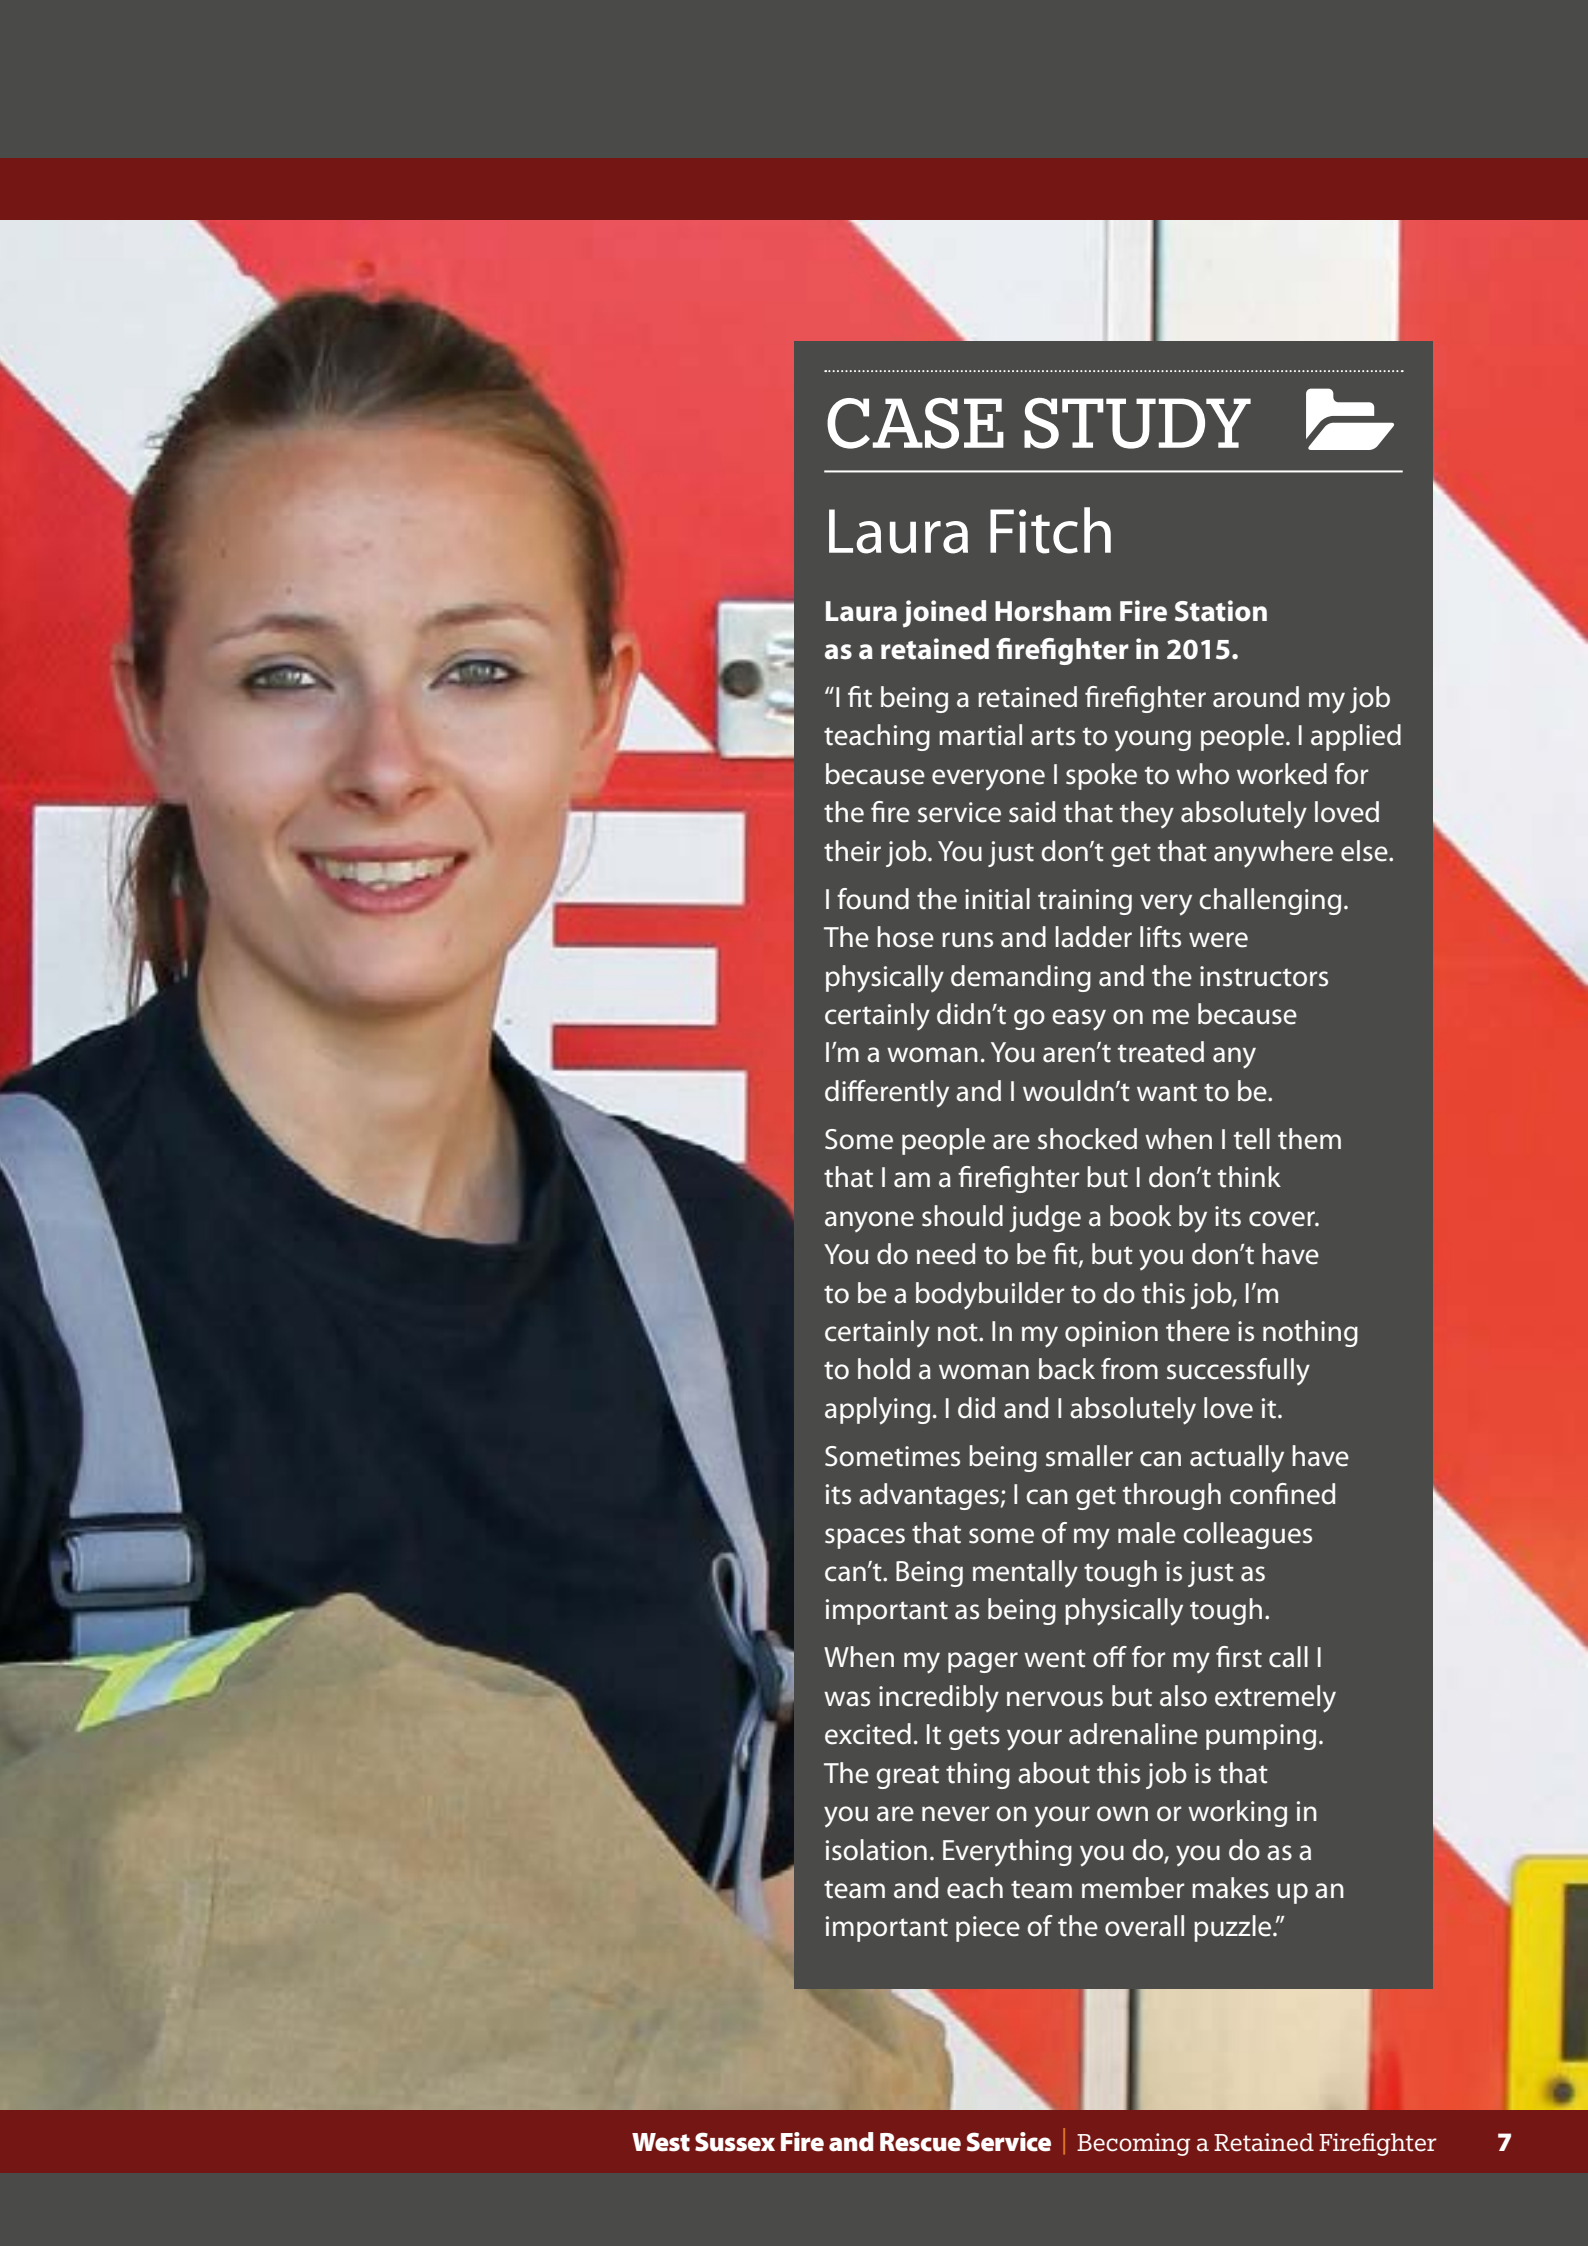 CASE STUDY
Laura Fitch
Laura joined Horsham Fire Station
as a retained firefighter in 2015.
“I fit being a retained firefighter around my job
teaching martial arts to young people. I applied
because everyone I spoke to who worked for
the fire service said that they absolutely loved
their job. You just don’t get that anywhere else.
I found the initial training very challenging.
The hose runs and ladder lifts were
physically demanding and the instructors
certainly didn’t go easy on me because
I’m a woman. You aren’t treated any
differently and I wouldn’t want to be.
Some people are shocked when I tell them
that I am a firefighter but I don’t think
anyone should judge a book by its cover.
You do need to be fit, but you don’t have
to be a bodybuilder to do this job, I’m
certainly not. In my opinion there is nothing
to hold a woman back from successfully
applying. I did and I absolutely love it.
Sometimes being smaller can actually have
its advantages; I can get through confined
spaces that some of my male colleagues
can’t. Being mentally tough is just as
important as being physically tough.
When my pager went off for my first call I
was incredibly nervous but also extremely
excited. It gets your adrenaline pumping.
The great thing about this job is that
you are never on your own or working in
isolation. Everything you do, you do as a
team and each team member makes up an
important piece of the overall puzzle.”
West Sussex Fire and Rescue Service | Becoming a Retained Firefighter 7